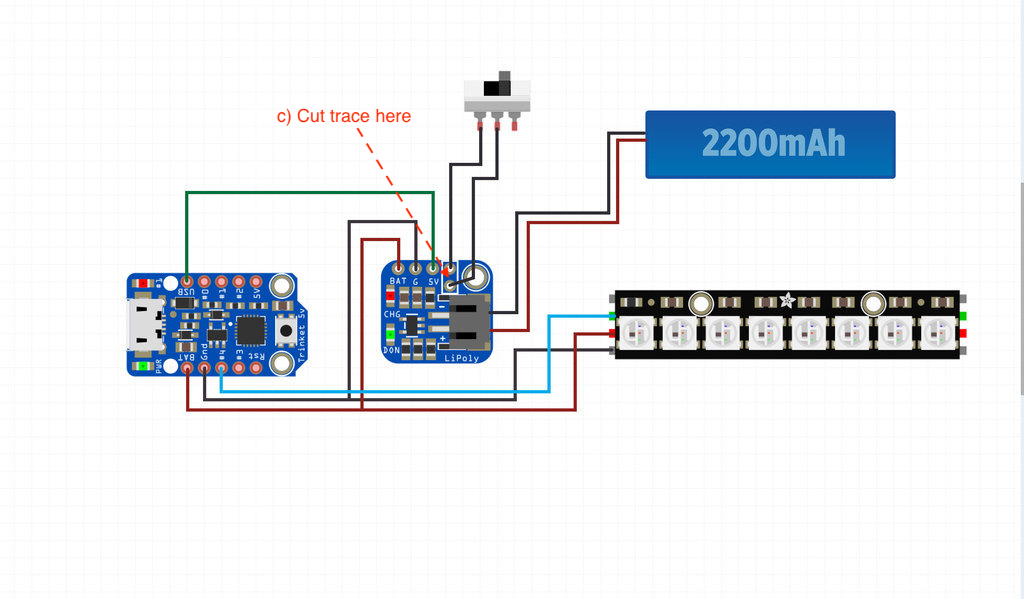 c) Cut trace here
2200mAh
USB
#0
#1
#2
5V
BAT
Gnd
#4
#3
Rst
PWR
#1
Trinket 5v
BAT
G
5V
CHG
DON
-
+
LiPoly